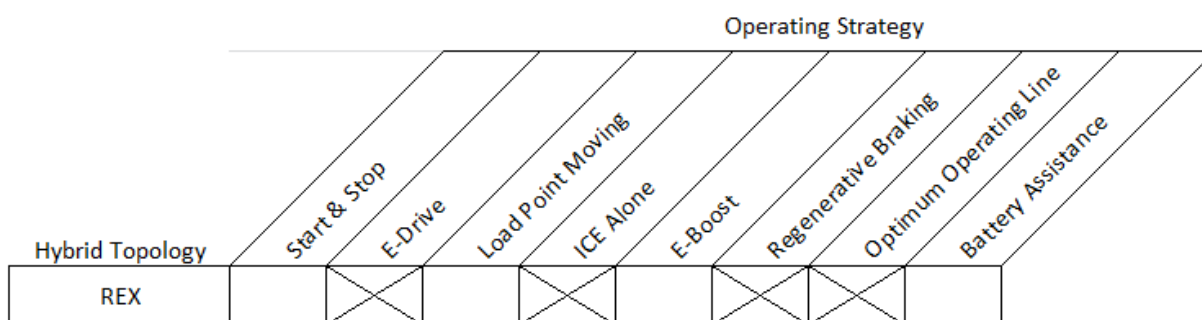 Operating Strategy
Start & Stop
E-Drive
Load Point Moving
ICE Alone
E-Boost
Regenerative Braking
Optimum Operating Line
Battery Assistance
Hybrid Topology
REX